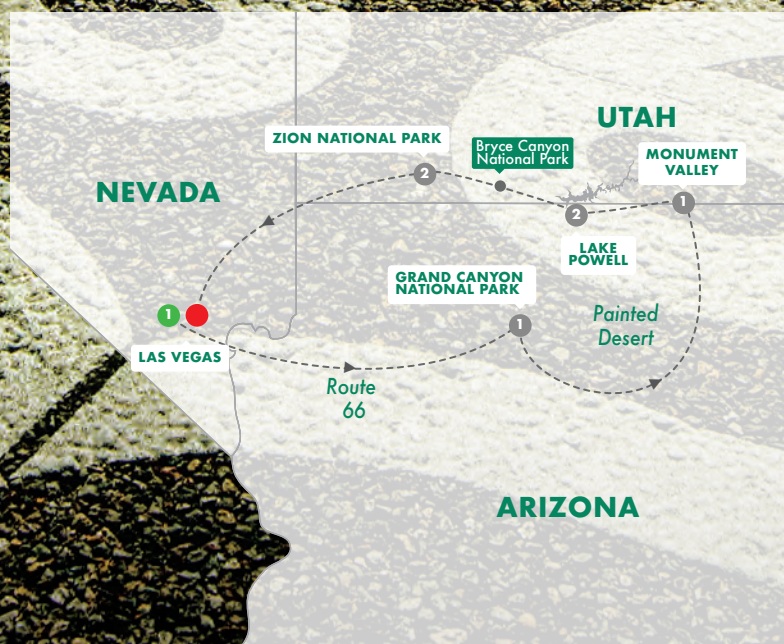 UTAH
ZION NATIONAL PARK
Bryce Canyon
National Park
MONUMENT
VALLEY
2
NEVADA
1
2
LAKE
POWELL
GRAND CANYON
NATIONAL PARK
Painted
Desert
1
1
LAS VEGAS
Route
66
ARIZONA